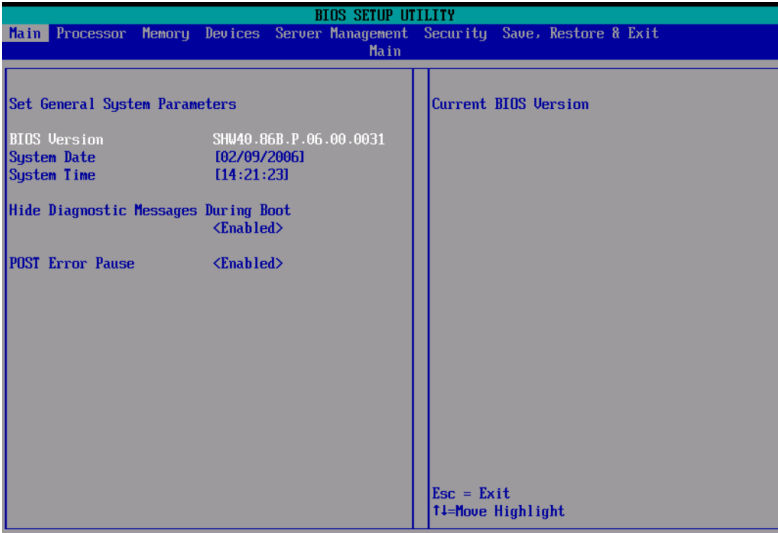 BIOS SETUP UTILITY
Main Processor Memory Devices Server Management Security Save, Restore & Exit
Main
Set General System Parameters
BIOS Version SHW40.86B.P.06.00.0031
System Date [02/09/2006]
System Time [14:21:23]
Hide Diagnostic Messages During Boot
<Enabled>
POST Error Pause <Enabled>
Current BIOS Version
Esc = Exit
↑↓=Move Highlight